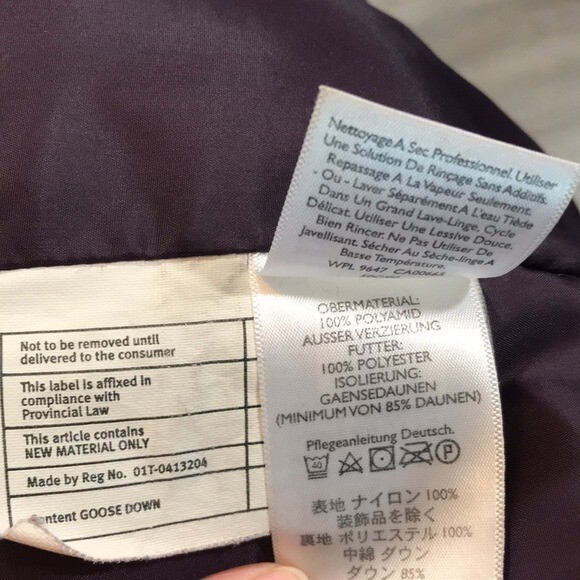 Nettoyage A Sec Professionnel. Utiliser
Une Solution De Rinçage Sans Additifs.
Repassage A La Vapeur Seulement.
- Ou - Laver Séparément A L'eau Tiède
Dans Un Grand Lave-Linge. Cycle
Délicat. Utiliser Une Lessive Douce.
Bien Rincer. Ne Pas Utiliser De
Javellisant. Sécher Au Sèche-linge A
Basse Température.
WPL 9647 CA00665
Not to be removed until
delivered to the consumer
This label is affixed in
compliance with
Provincial Law
This article contains
NEW MATERIAL ONLY
Made by Reg No. 01T-0413204
ontent GOOSE DOWN
OBERMATERIAL:
100% POLYAMID
AUSSER VERZIERUNG
FUTTER:
100% POLYESTER
ISOLIERUNG:
GAENSEDAUNEN
(MINIMUM VON 85% DAUNEN)
Pflegeanleitung Deutsch.
40 P
表地 ナイロン 100%
装飾品を除く
裏地 ポリエステル 100%
中綿 ダウン
ダウン 85%